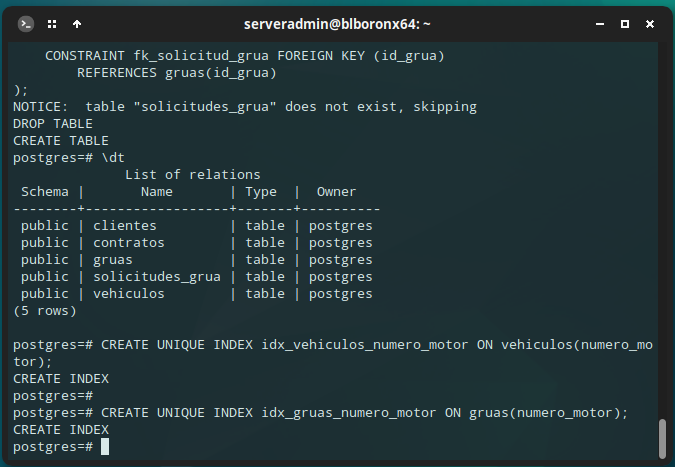 serveradmin@blboronx64: ~
    CONSTRAINT fk_solicitud_grua FOREIGN KEY (id_grua)
        REFERENCES gruas(id_grua)
);
NOTICE:  table "solicitudes_grua" does not exist, skipping
DROP TABLE
CREATE TABLE
postgres=# \dt
              List of relations
 Schema |       Name       | Type  |  Owner
--------+------------------+-------+----------
 public | clientes         | table | postgres
 public | contratos        | table | postgres
 public | gruas            | table | postgres
 public | solicitudes_grua | table | postgres
 public | vehiculos        | table | postgres
(5 rows)

postgres=# CREATE UNIQUE INDEX idx_vehiculos_numero_motor ON vehiculos(numero_mo
tor);
CREATE INDEX
postgres=#
postgres=# CREATE UNIQUE INDEX idx_gruas_numero_motor ON gruas(numero_motor);
CREATE INDEX
postgres=#